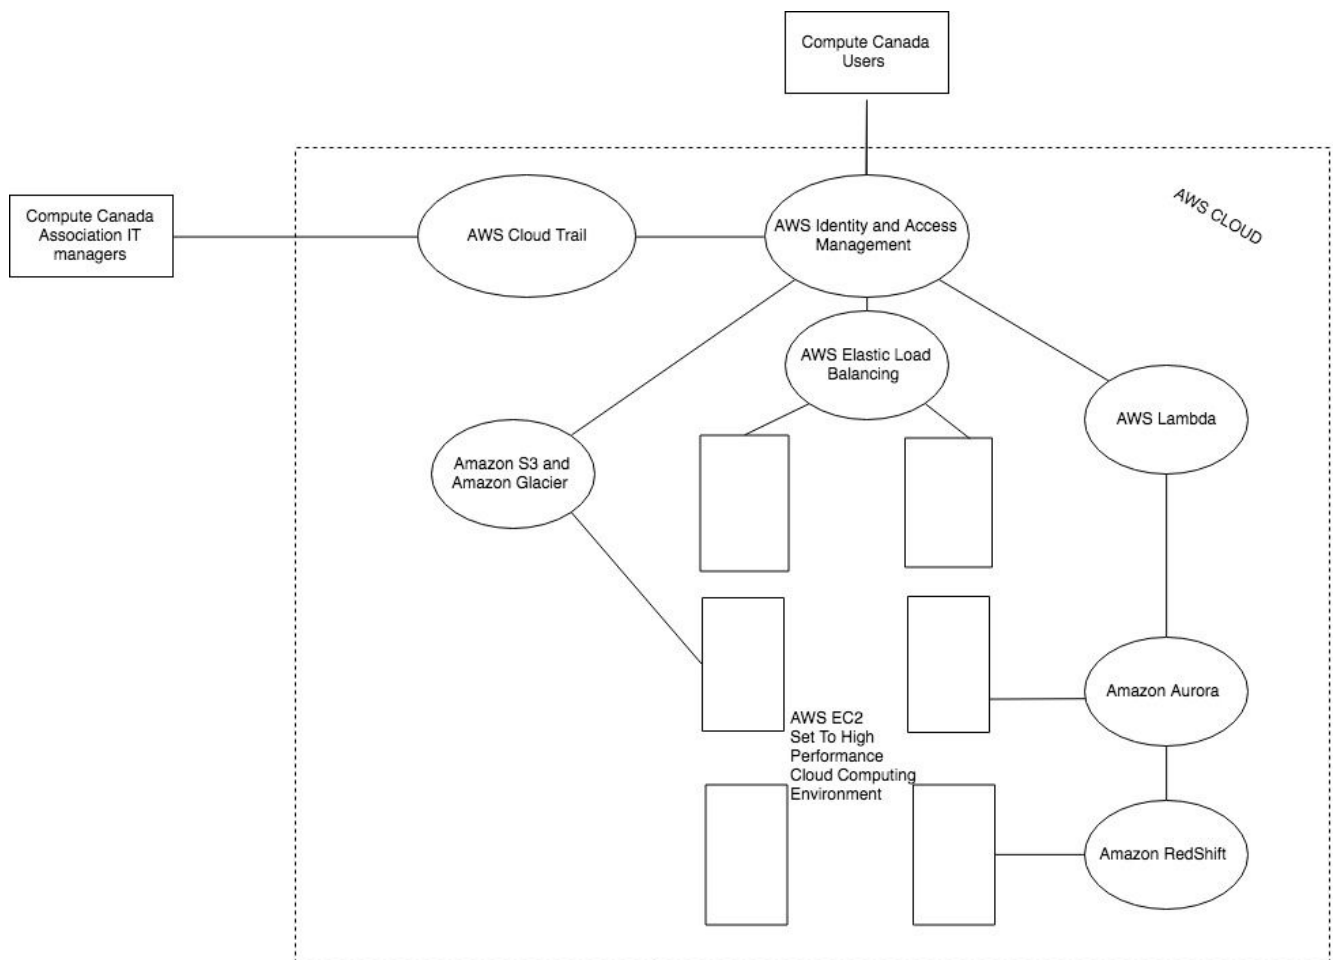 Compute Canada
Users
Compute Canada
Association IT
managers
AWS Cloud Trail
AWS Identity and Access
Management
AWS CLOUD
AWS Elastic Load
Balancing
AWS Lambda
Amazon S3 and
Amazon Glacier
Amazon Aurora
AWS EC2
Set To High
Performance
Cloud Computing
Environment
Amazon RedShift